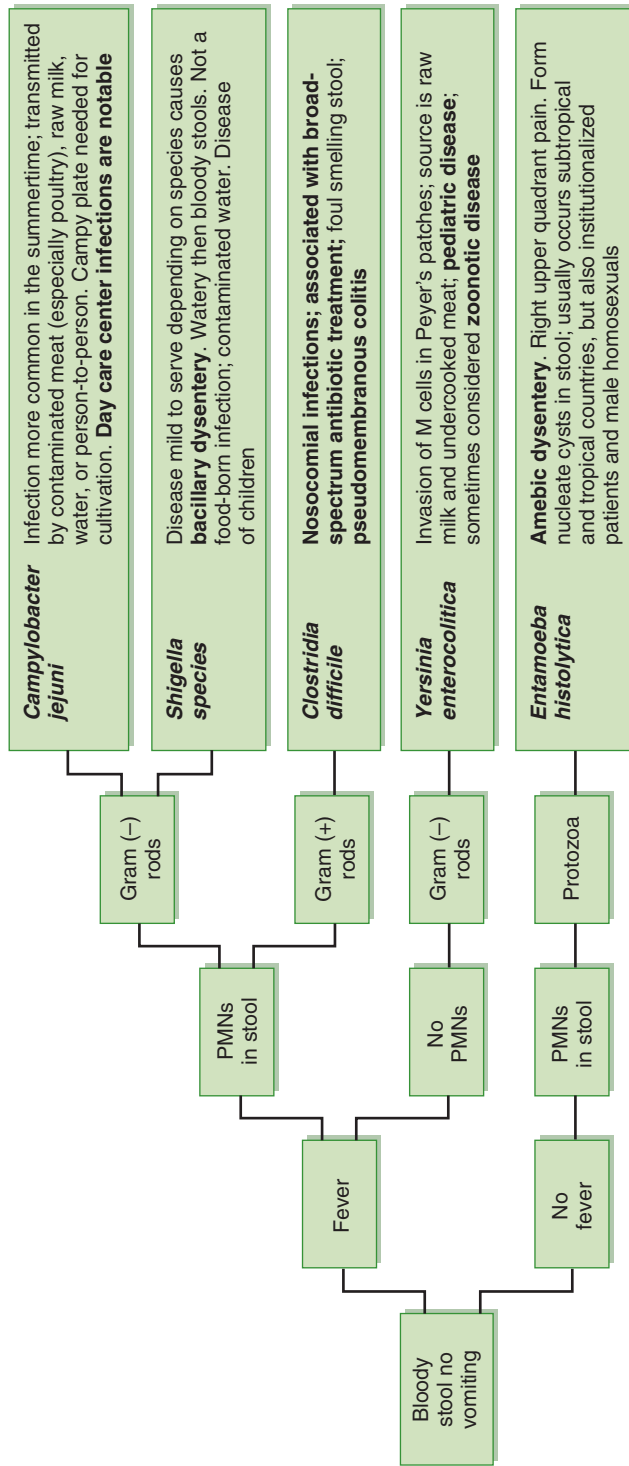 Bloody
stool no
vomiting
Fever
No
fever
PMNs
in stool
No
PMNs
PMNs
in stool
Gram (–)
rods
Gram (+)
rods
Gram (–)
rods
Protozoa
Campylobacter
jejuni
Infection more common in the summertime; transmitted
by contaminated meat (especially poultry), raw milk,
water, or person-to-person. Campy plate needed for
cultivation. Day care center infections are notable
Shigella
species
Disease mild to serve depending on species causes
bacillary dysentery. Watery then bloody stools. Not a
food-born infection; contaminated water. Disease
of children
Clostridia
difficile
Nosocomial infections; associated with broad-
spectrum antibiotic treatment; foul smelling stool;
pseudomembranous colitis
Yersinia
enterocolitica
Invasion of M cells in Peyer's patches; source is raw
milk and undercooked meat; pediatric disease;
sometimes considered zoonotic disease
Entamoeba
histolytica
Amebic dysentery. Right upper quadrant pain. Form
nucleate cysts in stool; usually occurs subtropical
and tropical countries, but also institutionalized
patients and male homosexuals